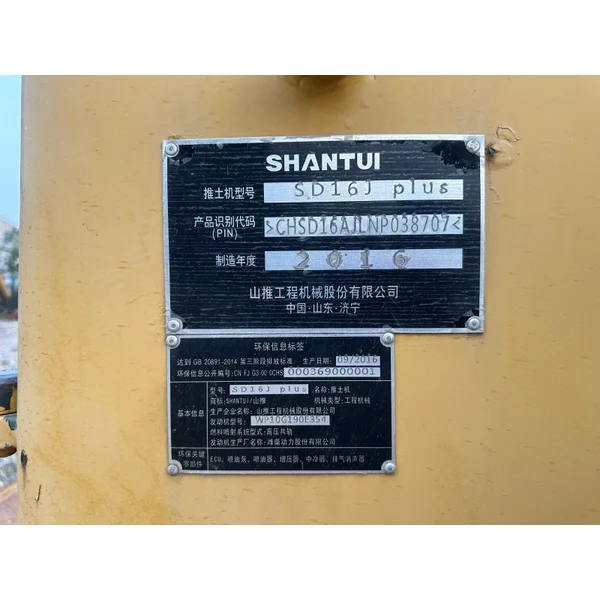 SHANTUI
推土机型号 SD16J plus
产品识别代码 (PIN) >CHSD16AJLNP038707<
制造年度 2016
山推工程机械股份有限公司
中国·山东·济宁
环保信息标签
达到 GB 20891-2014 第三阶段排放标准 生产日期: 09/2016
环保信息公开编号:CN FJ G3 00 0CHS 000369000001
基本信息
型号: SD16J plus 名称:推土机
商标:SHANTUI/山推 机械类型:工程机械
生产企业名称:山推工程机械股份有限公司
发动机型号: WP10G190E354
燃料喷射系统型式:高压共轨
发动机生产厂名称:潍柴动力股份有限公司
环保关键零部件
ECU、喷油泵、喷油器、增压器、中冷器、排气消声器